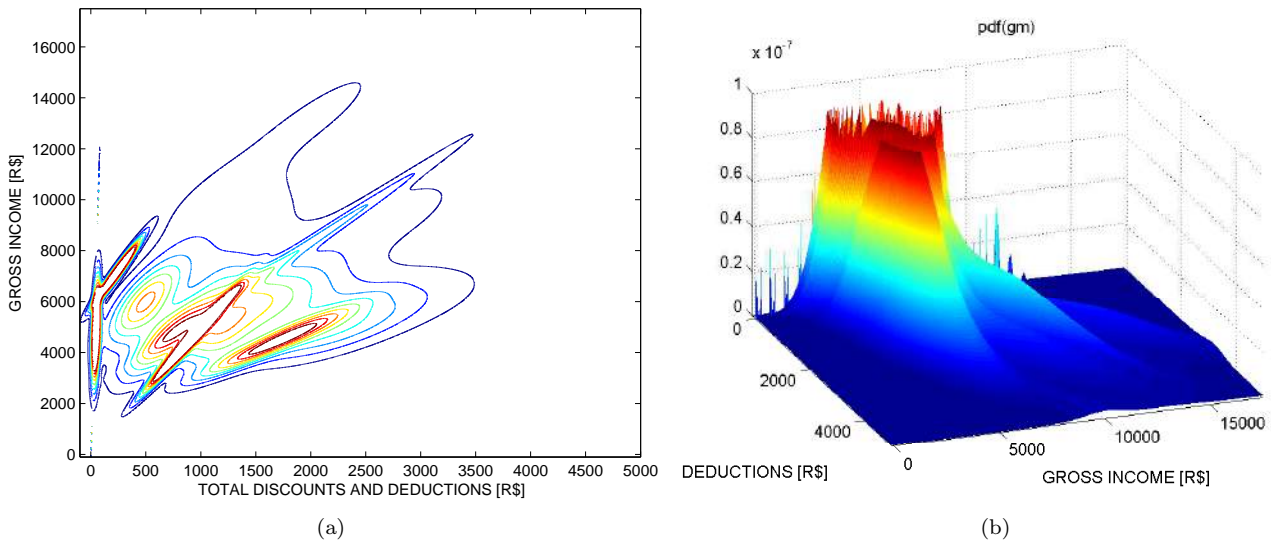 16000
14000
12000
10000
8000
6000
4000
2000
0
GROSS INCOME [R$]
0 500 1000 1500 2000 2500 3000 3500 4000 4500 5000
TOTAL DISCOUNTS AND DEDUCTIONS [R$]
(a)
pdf(gm)
x 10^-7
1
0.8
0.6
0.4
0.2
0
0
2000
4000
DEDUCTIONS [R$]
0
5000
10000
15000
GROSS INCOME [R$]
(b)